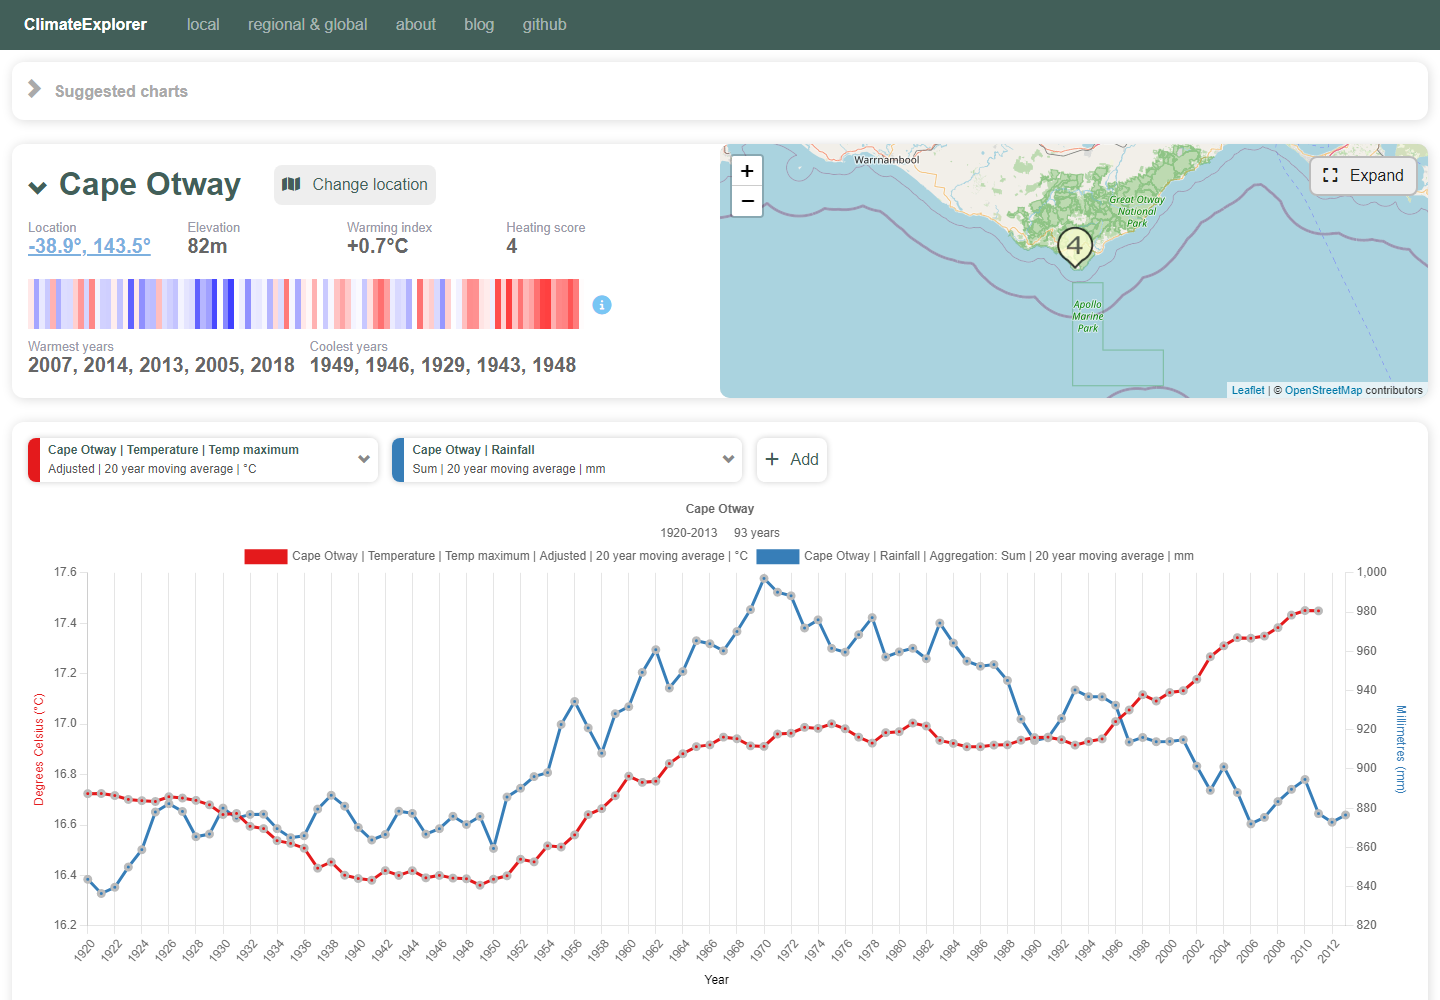 ClimateExplorer local regional & global about blog github
Suggested charts
Cape Otway Change location
Location Elevation Warming index Heating score
-38.9°, 143.5° 82m +0.7°C 4
Warmest years Coolest years
2007, 2014, 2013, 2005, 2018 1949, 1946, 1929, 1943, 1948
+
−
Warrnambool
Expand
Great Otway
National
Park
4
Apollo
Marine
Park
Leaflet | © OpenStreetMap contributors
Cape Otway | Temperature | Temp maximum
Adjusted | 20 year moving average | °C
Cape Otway | Rainfall
Sum | 20 year moving average | mm
+ Add
Cape Otway
1920-2013 93 years
Cape Otway | Temperature | Temp maximum | Adjusted | 20 year moving average | °C Cape Otway | Rainfall | Aggregation: Sum | 20 year moving average | mm
Degrees Celsius (°C)
17.6
17.4
17.2
17.0
16.8
16.6
16.4
16.2
1,000
980
960
940
920
900
880
860
840
820
Millimetres (mm)
1920 1922 1924 1926 1928 1930 1932 1934 1936 1938 1940 1942 1944 1946 1948 1950 1952 1954 1956 1958 1960 1962 1964 1966 1968 1970 1972 1974 1976 1978 1980 1982 1984 1986 1988 1990 1992 1994 1996 1998 2000 2002 2004 2006 2008 2010 2012
Year